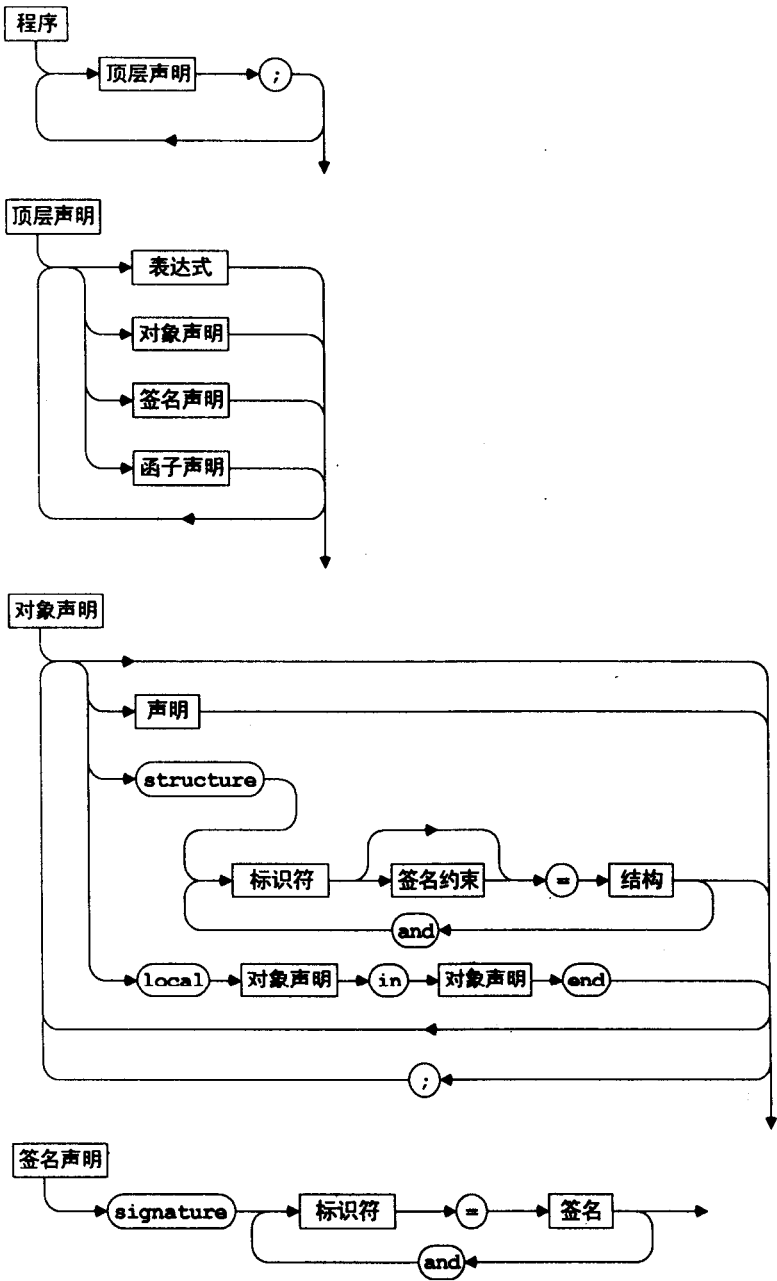 程序
顶层声明 ;
顶层声明
表达式
对象声明
签名声明
函子声明
对象声明
声明
structure
标识符 签名约束 = 结构
and
local 对象声明 in 对象声明 end
;
签名声明
signature 标识符 = 签名
and